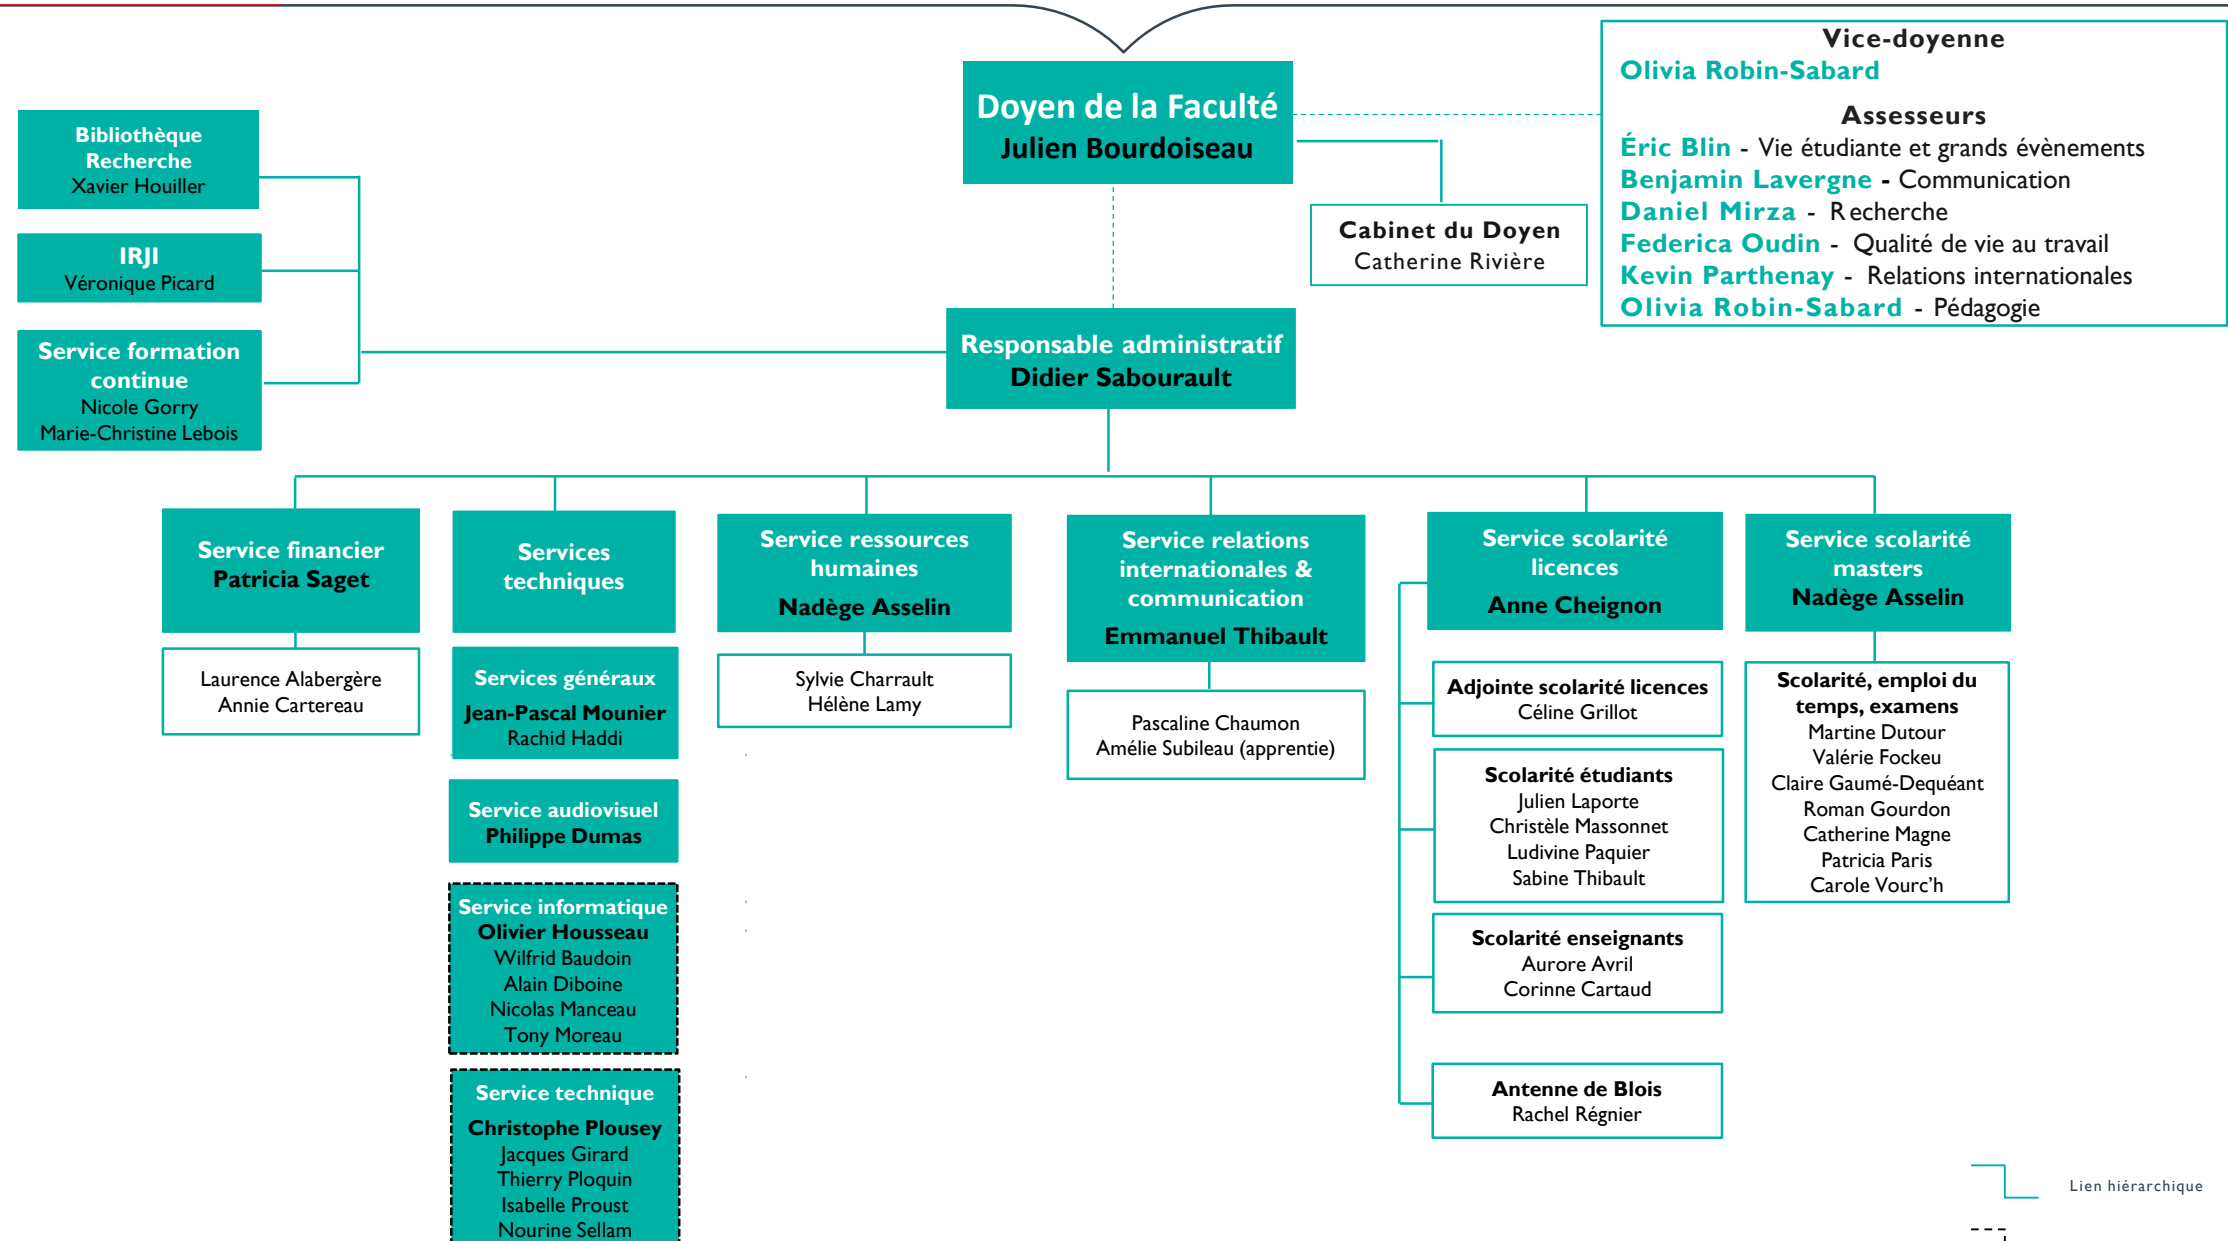 Vice-doyenne
Olivia Robin-Sabard
Assesseurs
Éric Blin - Vie étudiante et grands évènements
Benjamin Lavergne - Communication
Daniel Mirza - Recherche
Federica Oudin - Qualité de vie au travail
Kevin Parthenay - Relations internationales
Olivia Robin-Sabard - Pédagogie
Doyen de la Faculté
Julien Bourdoiseau
Cabinet du Doyen
Catherine Rivière
Bibliothèque
Recherche
Xavier Houiller
IRJI
Véronique Picard
Service formation
continue
Nicole Gorry
Marie-Christine Lebois
Responsable administratif
Didier Sabourault
Service financier
Patricia Saget
Laurence Alabergère
Annie Cartereau
Services
techniques
Services généraux
Jean-Pascal Mounier
Rachid Haddi
Service audiovisuel
Philippe Dumas
Service informatique
Olivier Housseau
Wilfrid Baudoin
Alain Diboine
Nicolas Manceau
Tony Moreau
Service technique
Christophe Plousey
Jacques Girard
Thierry Ploquin
Isabelle Proust
Nourine Sellam
Service ressources
humaines
Nadège Asselin
Sylvie Charrault
Hélène Lamy
Service relations
internationales &
communication
Emmanuel Thibault
Pascaline Chaumon
Amélie Subileau (apprentie)
Service scolarité
licences
Anne Cheignon
Adjointe scolarité licences
Céline Grillot
Scolarité étudiants
Julien Laporte
Christèle Massonnet
Ludivine Paquier
Sabine Thibault
Scolarité enseignants
Aurore Avril
Corinne Cartaud
Antenne de Blois
Rachel Régnier
Service scolarité
masters
Nadège Asselin
Scolarité, emploi du
temps, examens
Martine Dutour
Valérie Fockeu
Claire Gaumé-Dequéant
Roman Gourdon
Catherine Magne
Patricia Paris
Carole Vourc'h
Lien hiérarchique